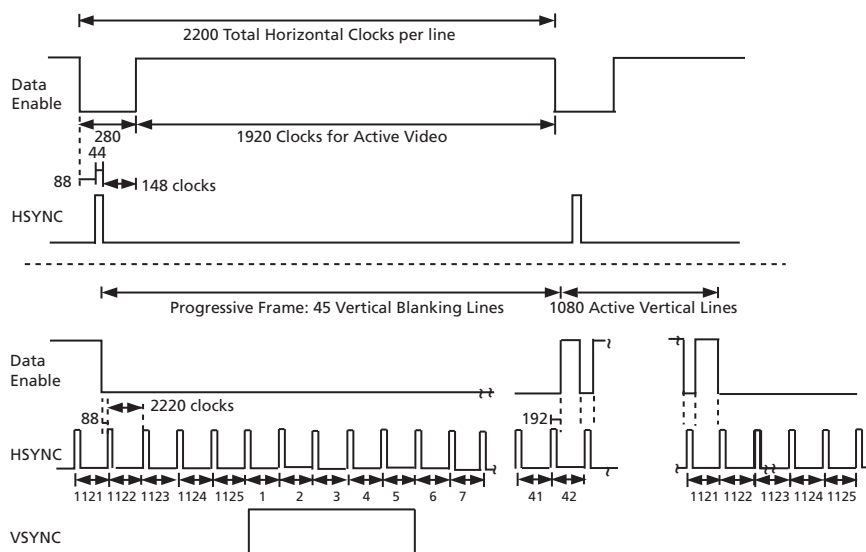 2200 Total Horizontal Clocks per line
Data
Enable
280
1920 Clocks for Active Video
44
88
148 clocks
HSYNC
Progressive Frame: 45 Vertical Blanking Lines
1080 Active Vertical Lines
Data
Enable
88
2220 clocks
192
HSYNC
1121 1122 1123 1124 1125 1 2 3 4 5 6 7 41 42 1121 1122 1123 1124 1125
VSYNC